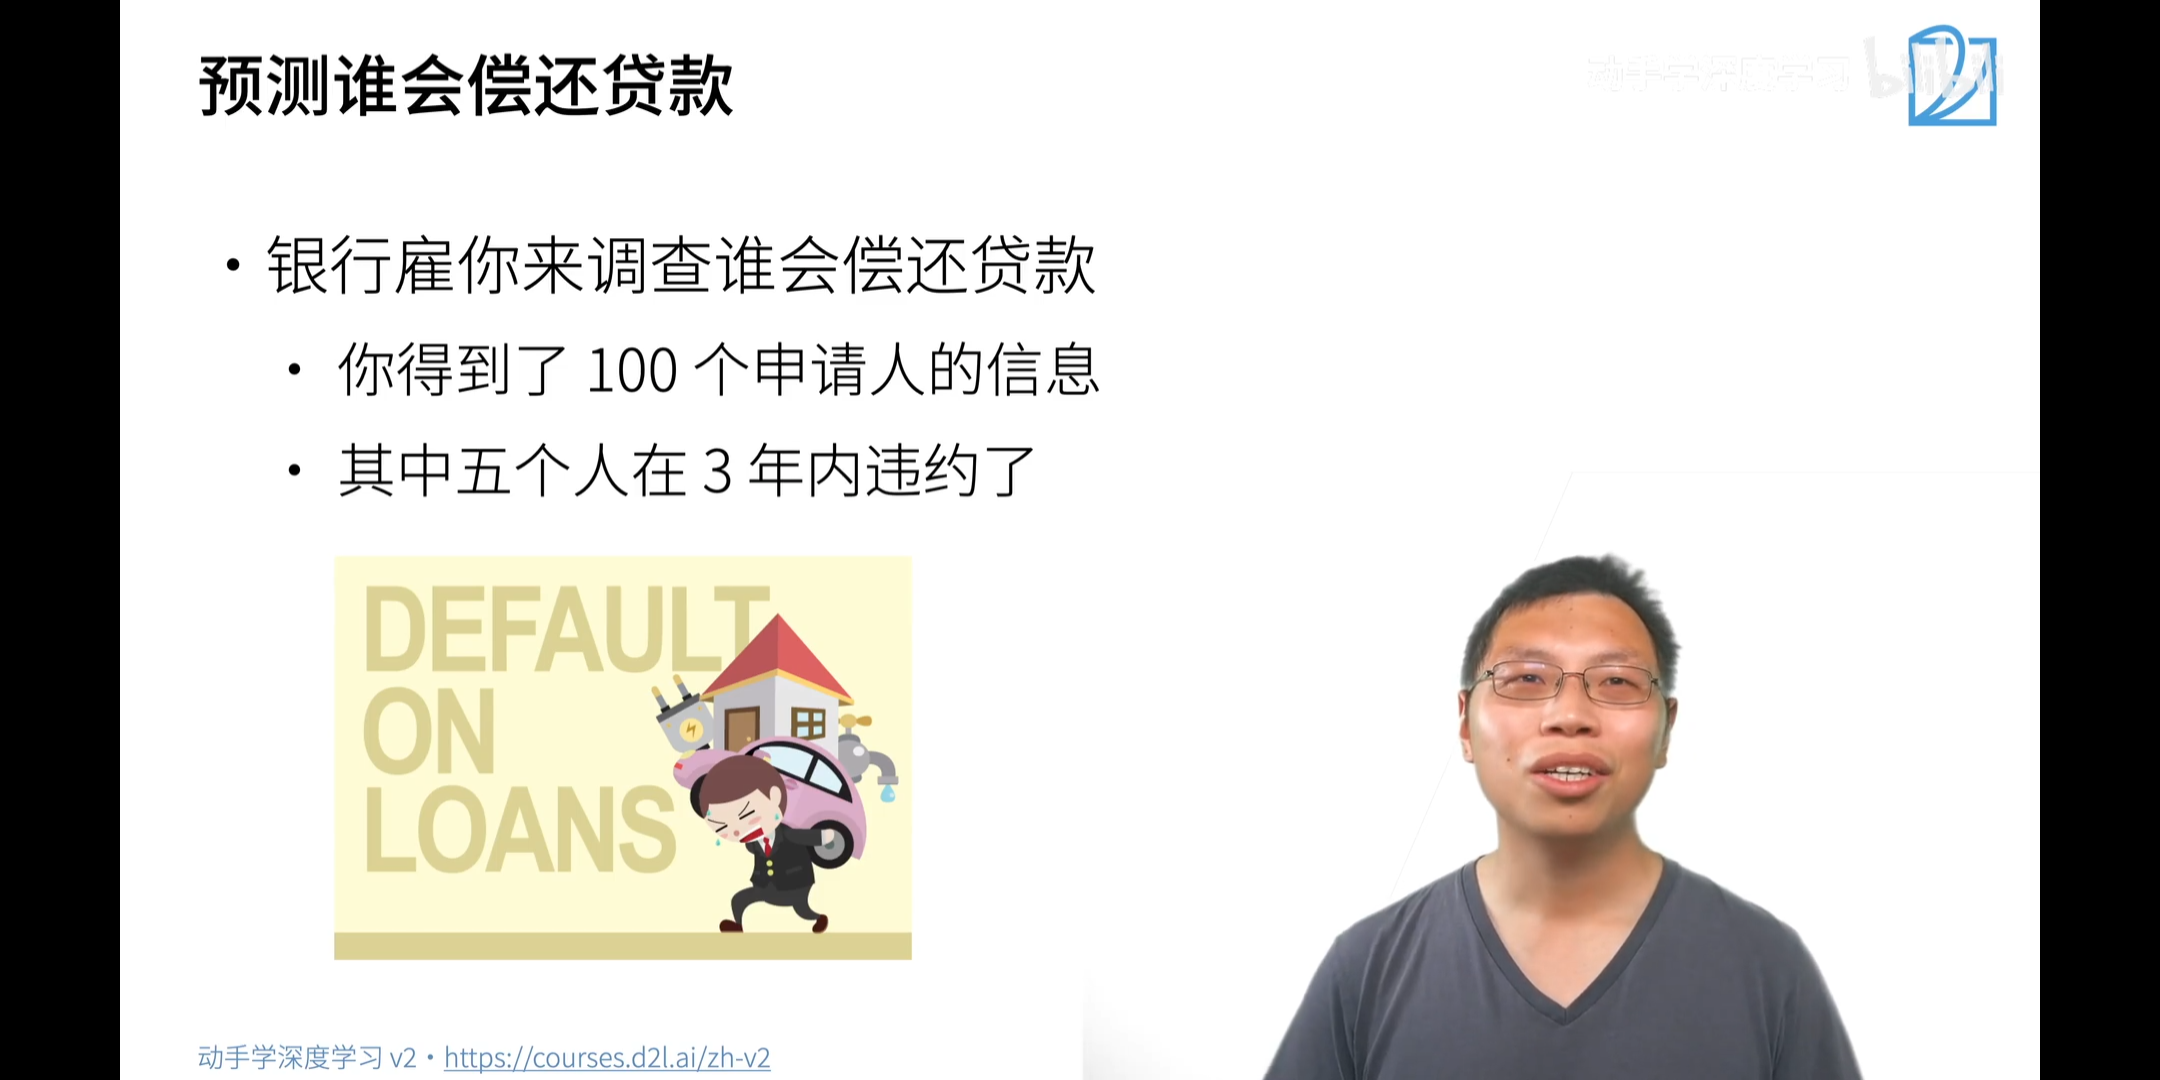 预测谁会偿还贷款
动手学深度学习 bilibili
• 银行雇你来调查谁会偿还贷款
• 你得到了 100 个申请人的信息
• 其中五个人在 3 年内违约了
DEFAULT
ON
LOANS
动手学深度学习 v2 • https://courses.d2l.ai/zh-v2